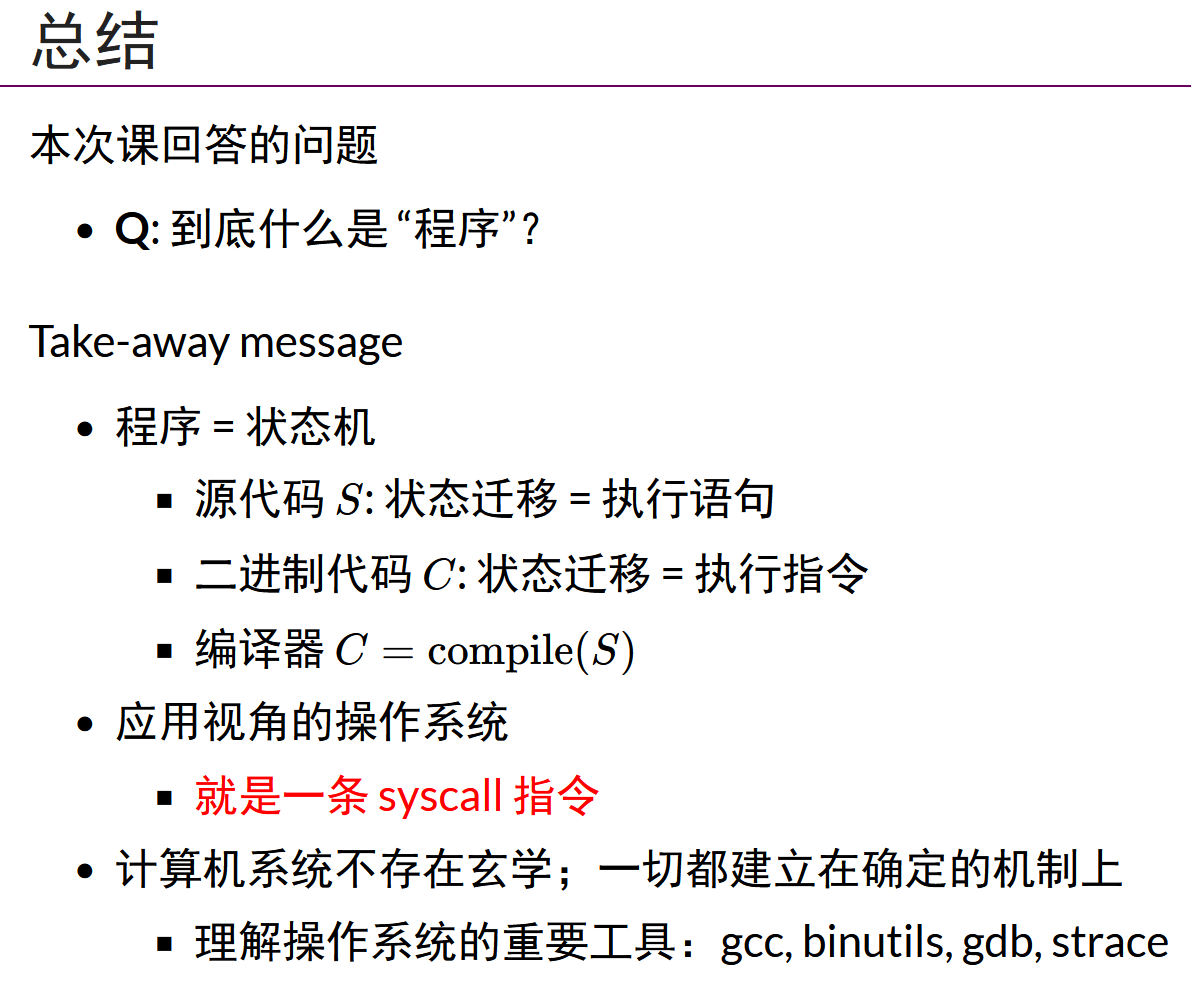 总结
本次课回答的问题
• Q: 到底什么是“程序”?
Take-away message
• 程序 = 状态机
▪ 源代码 S: 状态迁移 = 执行语句
▪ 二进制代码 C: 状态迁移 = 执行指令
▪ 编译器 C = compile(S)
• 应用视角的操作系统
▪ 就是一条 syscall 指令
• 计算机系统不存在玄学；一切都建立在确定的机制上
▪ 理解操作系统的重要工具：gcc, binutils, gdb, strace